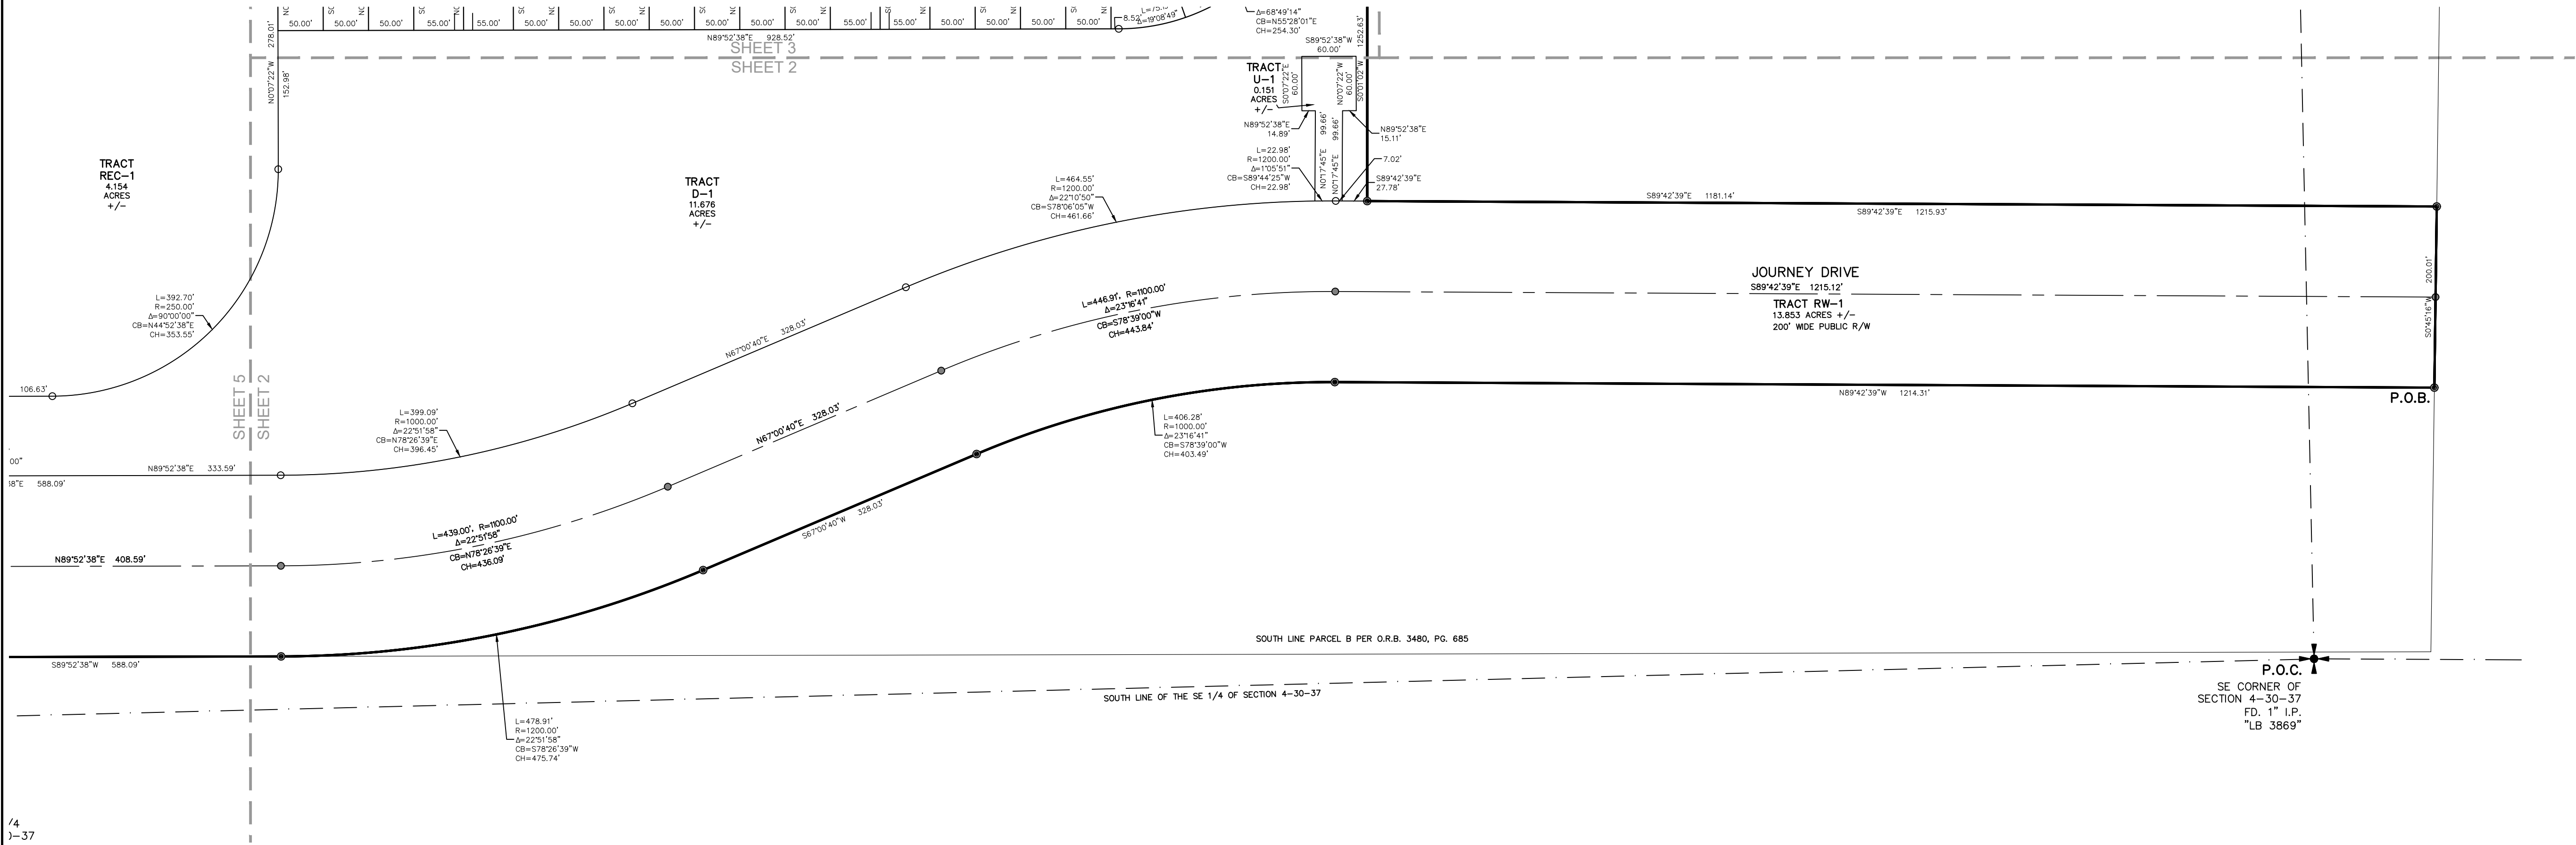 50.00' 50.00' 50.00' 55.00' 55.00' 50.00' 50.00' 50.00' 50.00' 50.00' 50.00' 50.00' 55.00' 55.00' 50.00' 50.00' 50.00' 50.00'
8.52'
Δ=19°08'49"
Δ=68°49'14"
CB=N55°28'01"E
CH=254.30'
N89°52'38"E 928.52'
278.01'
N0°07'22"W
152.98'
SHEET 3
SHEET 2
S89°52'38"W
60.00'
1252.63'
S0°01'02"W
TRACT
U-1
0.151
ACRES
+/-
S0°07'22"E
60.00'
N0°07'22"W
60.00'
N89°52'38"E
14.89'
N89°52'38"E
15.11'
99.66'
N0°17'45"E
99.66'
N0°17'45"E
7.02'
L=22.98'
R=1200.00'
Δ=1°05'51"
CB=S89°44'25"W
CH=22.98'
S89°42'39"E
27.78'
TRACT
REC-1
4.154
ACRES
+/-
TRACT
D-1
11.676
ACRES
+/-
L=464.55'
R=1200.00'
Δ=22°10'50"
CB=S78°06'05"W
CH=461.66'
S89°42'39"E 1181.14'
S89°42'39"E 1215.93'
JOURNEY DRIVE
S89°42'39"E 1215.12'
TRACT RW-1
13.853 ACRES +/-
200' WIDE PUBLIC R/W
200.01'
S0°45'16"W
L=392.70'
R=250.00'
Δ=90°00'00"
CB=N44°52'38"E
CH=353.55'
L=446.91', R=1100.00'
Δ=23°16'41"
CB=S78°39'00"W
CH=443.84'
N67°00'40"E 328.03'
106.63'
SHEET 5
SHEET 2
N89°42'39"W 1214.31'
P.O.B.
L=399.09'
R=1000.00'
Δ=22°51'58"
CB=N78°26'39"E
CH=396.45'
N67°00'40"E 328.03'
L=406.28'
R=1000.00'
Δ=23°16'41"
CB=S78°39'00"W
CH=403.49'
00"
N89°52'38"E 333.59'
38"E 588.09'
L=439.00', R=1100.00'
Δ=22°51'58"
CB=N78°26'39"E
CH=436.09'
S67°00'40"W 328.03'
N89°52'38"E 408.59'
SOUTH LINE PARCEL B PER O.R.B. 3480, PG. 685
S89°52'38"W 588.09'
P.O.C.
SE CORNER OF
SECTION 4-30-37
FD. 1" I.P.
"LB 3869"
SOUTH LINE OF THE SE 1/4 OF SECTION 4-30-37
L=478.91'
R=1200.00'
Δ=22°51'58"
CB=S78°26'39"W
CH=475.74'
/4
)-37